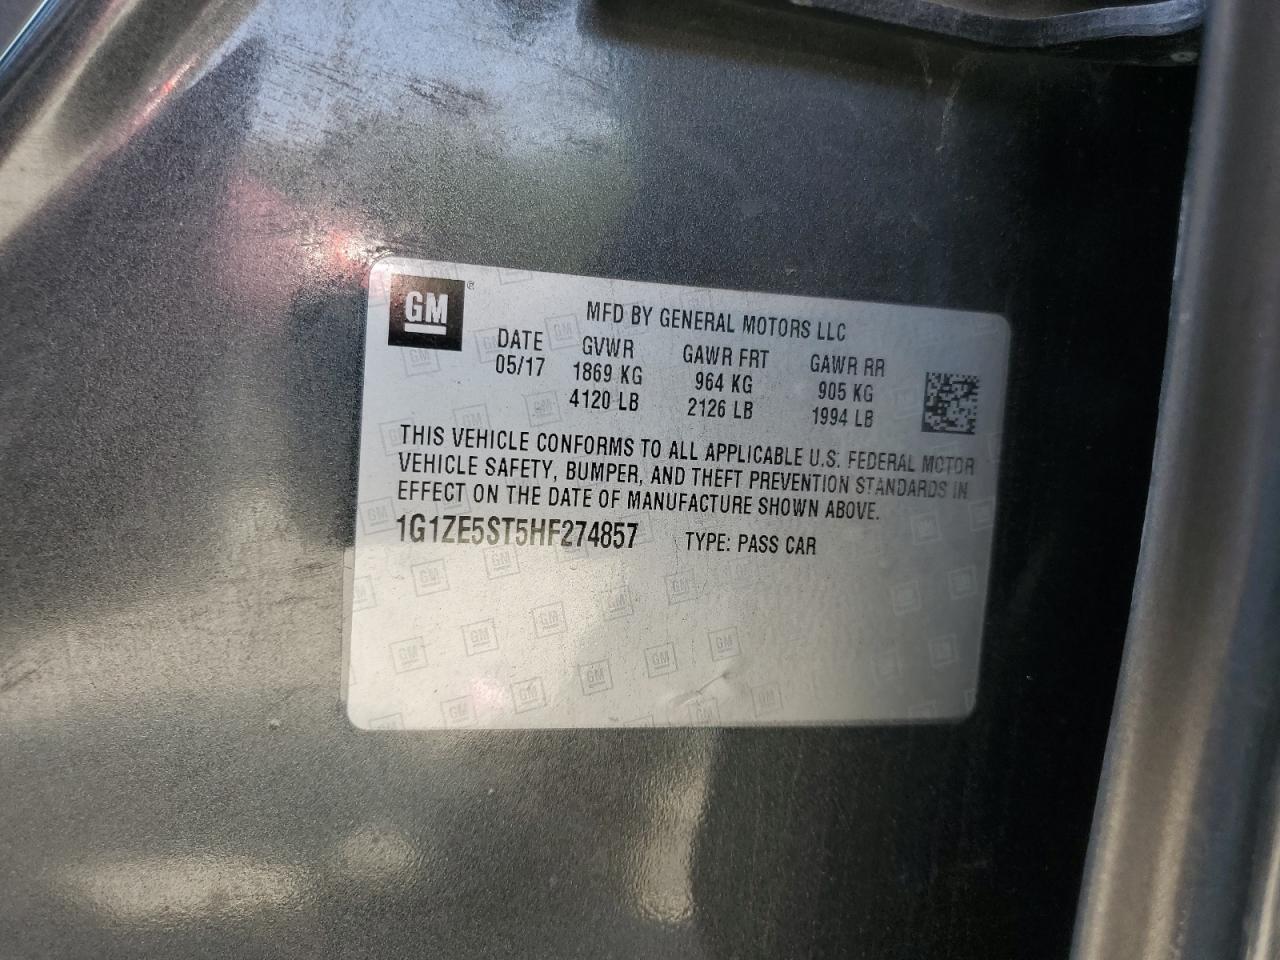 GM
MFD BY GENERAL MOTORS LLC
DATE GVWR GAWR FRT GAWR RR
05/17 1869 KG 964 KG 905 KG
4120 LB 2126 LB 1994 LB
THIS VEHICLE CONFORMS TO ALL APPLICABLE U.S. FEDERAL MOTOR
VEHICLE SAFETY, BUMPER, AND THEFT PREVENTION STANDARDS IN
EFFECT ON THE DATE OF MANUFACTURE SHOWN ABOVE.
1G1ZE5ST5HF274857 TYPE: PASS CAR